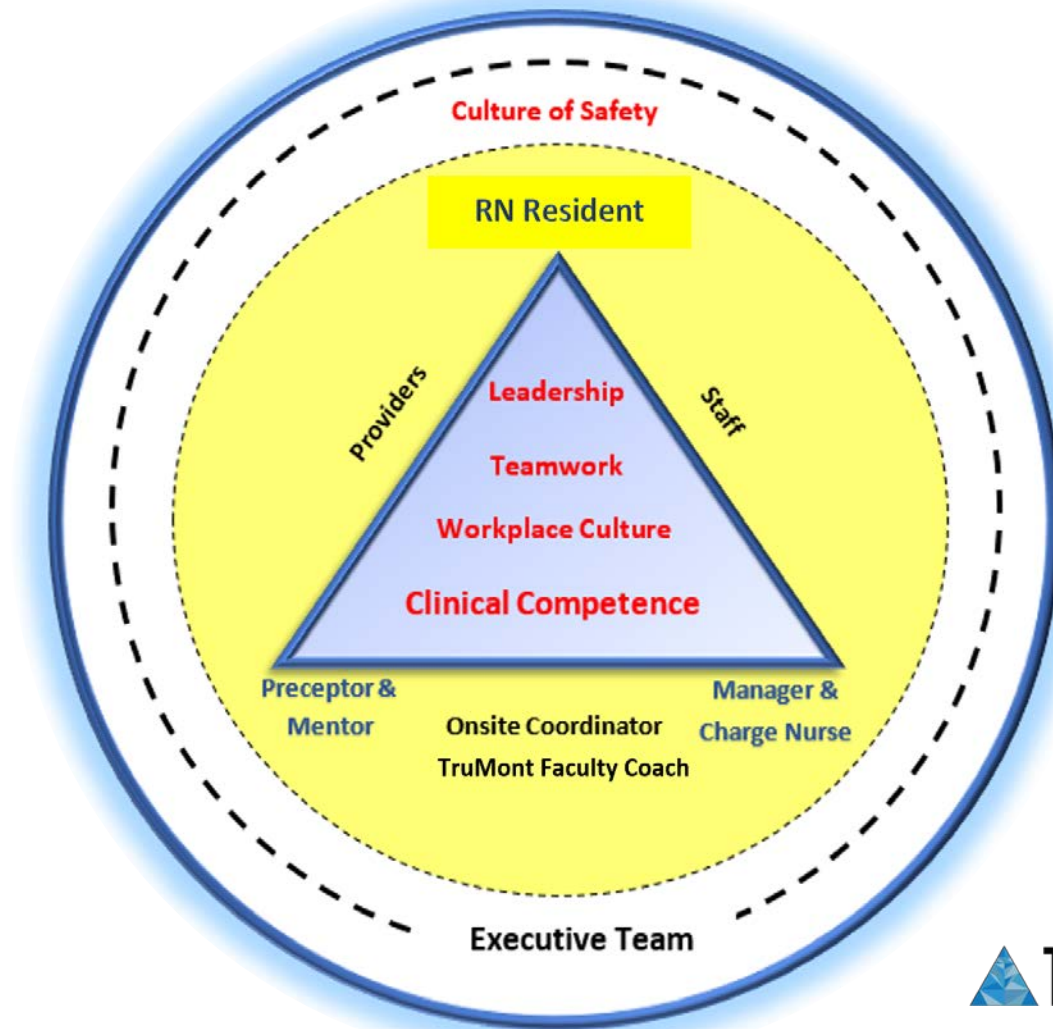 Culture of Safety
RN Resident
Providers
Staff
Leadership
Teamwork
Workplace Culture
Clinical Competence
Preceptor &
Mentor
Manager &
Charge Nurse
Onsite Coordinator
TruMont Faculty Coach
Executive Team